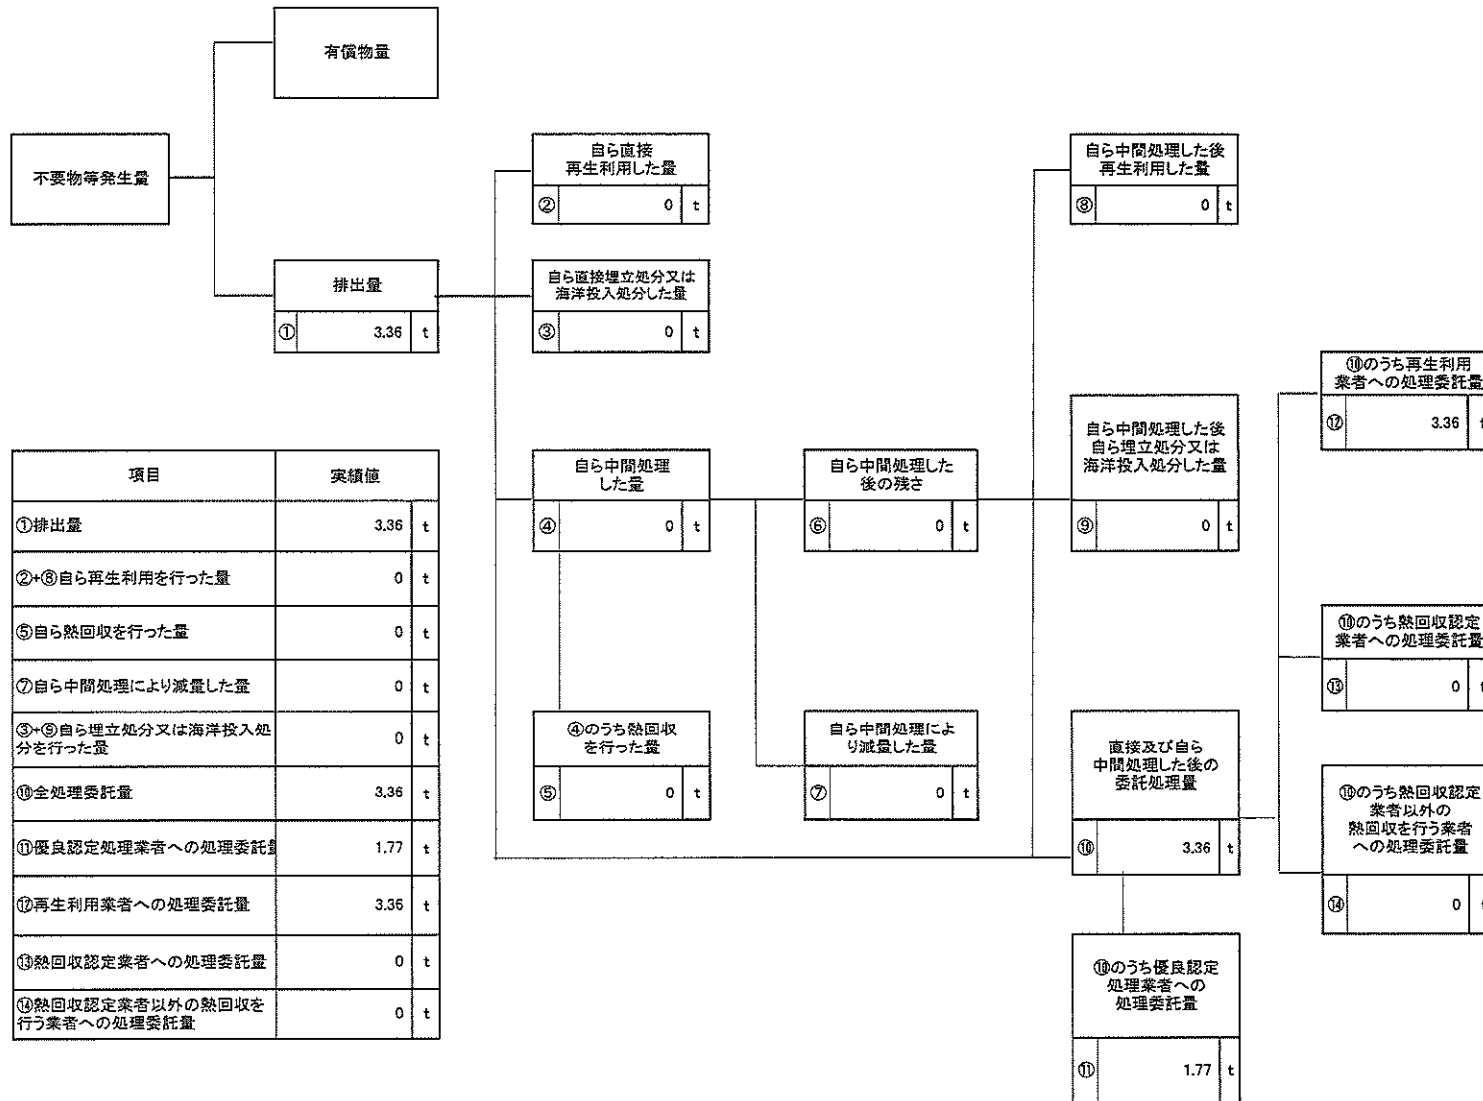 有償物量
不要物等発生量
自ら直接
再生利用した量
② 0 t
自ら中間処理した後
再生利用した量
⑧ 0 t
排出量
① 3.36 t
自ら直接埋立処分又は
海洋投入処分した量
③ 0 t
⑩のうち再生利用
業者への処理委託量
⑫ 3.36 t
自ら中間処理した後
自ら埋立処分又は
海洋投入処分した量
⑨ 0 t
自ら中間処理
した量
④ 0 t
自ら中間処理した
後の残さ
⑥ 0 t
項目 実績値
①排出量 3.36 t
②+⑧自ら再生利用を行った量 0 t
⑤自ら熱回収を行った量 0 t
⑦自ら中間処理により減量した量 0 t
③+⑨自ら埋立処分又は海洋投入処
分を行った量 0 t
⑩全処理委託量 3.36 t
⑪優良認定処理業者への処理委託量 1.77 t
⑫再生利用業者への処理委託量 3.36 t
⑬熱回収認定業者への処理委託量 0 t
⑭熱回収認定業者以外の熱回収を
行う業者への処理委託量 0 t
④のうち熱回収
を行った量
⑤ 0 t
自ら中間処理によ
り減量した量
⑦ 0 t
直接及び自ら
中間処理した後の
委託処理量
⑩ 3.36 t
⑩のうち熱回収認定
業者への処理委託量
⑬ 0 t
⑩のうち熱回収認定
業者以外の
熱回収を行う業者
への処理委託量
⑭ 0 t
⑩のうち優良認定
処理業者への
処理委託量
⑪ 1.77 t